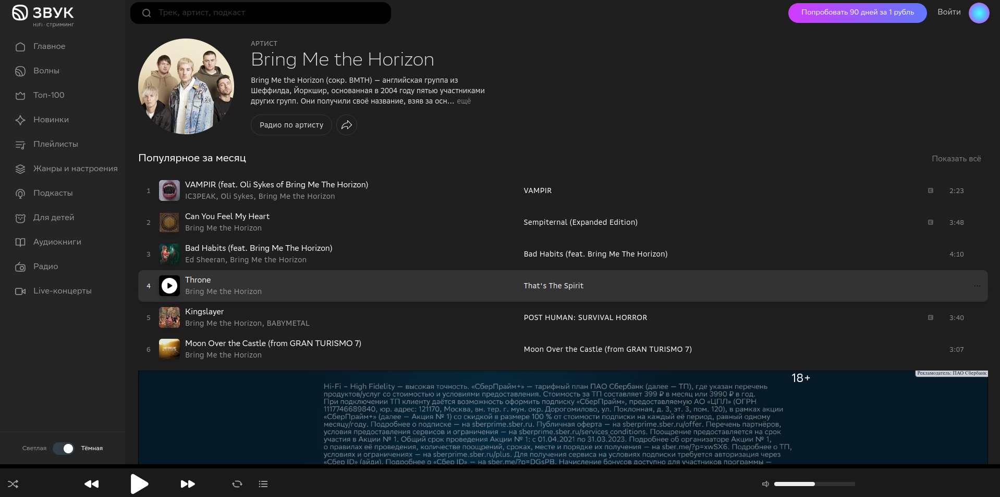 ЗВУК
HiFi · стриминг
Трек, артист, подкаст
Попробовать 90 дней за 1 рубль
Войти
Главное
Волны
Топ-100
Новинки
Плейлисты
Жанры и настроения
Подкасты
Для детей
Аудиокниги
Радио
Live-концерты
Светлая
Тёмная
АРТИСТ
Bring Me the Horizon
Bring Me the Horizon (сокр. BMTH) — английская группа из
Шеффилда, Йоркшир, основанная в 2004 году пятью участниками
других групп. Они получили своё название, взяв за осн... ещё
Радио по артисту
Популярное за месяц
Показать всё
1
VAMPIR (feat. Oli Sykes of Bring Me The Horizon)
IC3PEAK, Oli Sykes, Bring Me the Horizon
VAMPIR
E
2:23
2
Can You Feel My Heart
Bring Me the Horizon
Sempiternal (Expanded Edition)
E
3:48
3
Bad Habits (feat. Bring Me The Horizon)
Ed Sheeran, Bring Me the Horizon
Bad Habits (feat. Bring Me The Horizon)
4:10
4
Throne
Bring Me the Horizon
That's The Spirit
...
5
Kingslayer
Bring Me the Horizon, BABYMETAL
POST HUMAN: SURVIVAL HORROR
E
3:40
6
Moon Over the Castle (from GRAN TURISMO 7)
Bring Me the Horizon
Moon Over the Castle (from GRAN TURISMO 7)
3:07
18+
Рекламодатель: ПАО Сбербанк
Hi-Fi – High Fidelity — высокая точность. «СберПрайм+» — тарифный план ПАО Сбербанк (далее — ТП), где указан перечень
продуктов/услуг со стоимостью и условиями предоставления. Стоимость за ТП составляет 399 ₽ в месяц или 3990 ₽ в год.
При подключении ТП клиенту даётся возможность оформить подписку «СберПрайм», предоставляемую АО «ЦПЛ» (ОГРН
1117746689840, юр. адрес: 121170, Москва, вн. тер. г. мун. окр. Дорогомилово, ул. Поклонная, д. 3, эт. 3, пом. 120), в рамках акции
«СберПрайм+» (далее — Акция № 1) со скидкой в размере 100 % от стоимости подписки на каждый её период, равный одному
месяцу/году. Подробнее о подписке — на sberprime.sber.ru. Публичная оферта — на sberprime.sber.ru/offer. Перечень партнёров,
условия предоставления сервисов и ограничения — на sberprime.sber.ru/services_conditions. Поощрение предоставляется на срок
участия в Акции № 1. Общий срок проведения Акции № 1: с 01.04.2021 по 31.03.2023. Подробнее об организаторе Акции № 1,
о правилах её проведения, количестве поощрений, сроках, месте и порядке их получения — на sber.me/?p=xwSX6. Подробнее о ТП,
условиях и ограничениях — на sberprime.sber.ru/plus. Для получения сервиса на условиях подписки требуется авторизация через
«Сбер ID» (айди). Подробнее о «Сбер ID» — на sber.me/?p=DGsPB. Начисление бонусов доступно для участников программы —